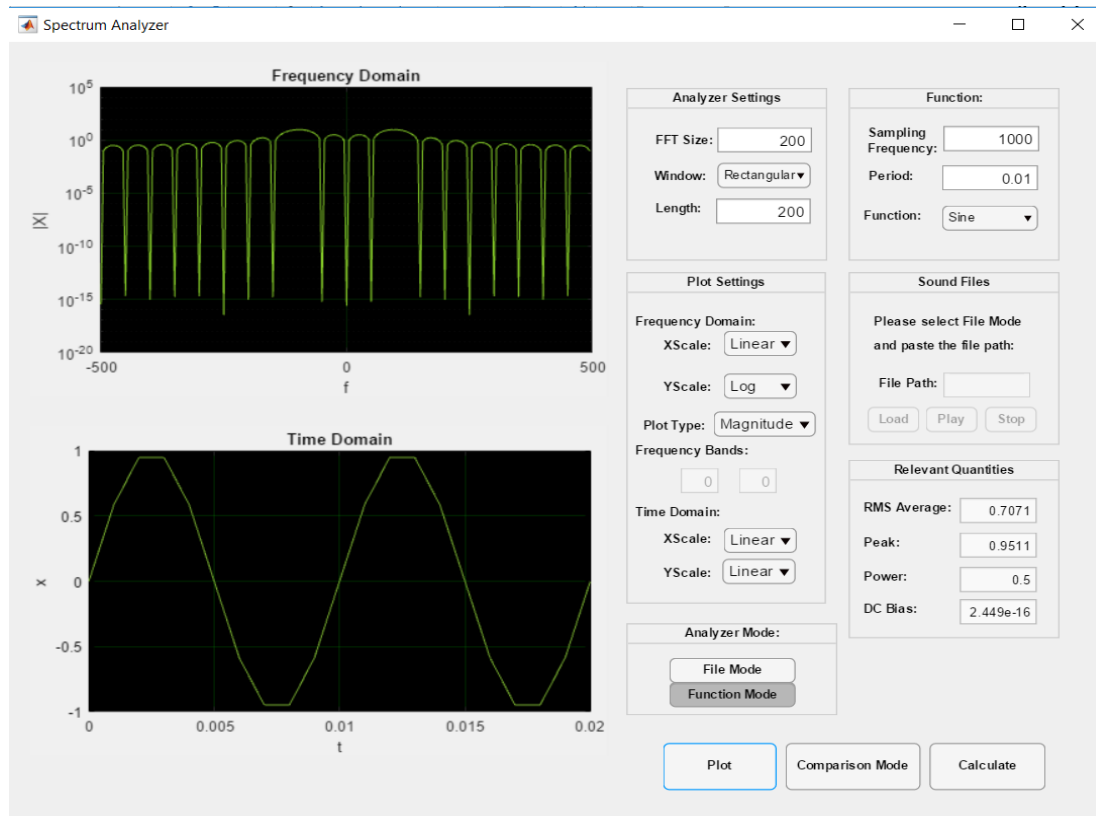 Spectrum Analyzer
Frequency Domain
10^5
10^0
10^-5
10^-10
10^-15
10^-20
|X|
-500
0
500
f
Time Domain
1
0.5
0
-0.5
-1
x
0
0.005
0.01
0.015
0.02
t
Analyzer Settings
FFT Size: 200
Window: Rectangular
Length: 200
Function:
Sampling
Frequency: 1000
Period: 0.01
Function: Sine
Plot Settings
Frequency Domain:
XScale: Linear
YScale: Log
Plot Type: Magnitude
Frequency Bands:
0 0
Time Domain:
XScale: Linear
YScale: Linear
Sound Files
Please select File Mode
and paste the file path:
File Path:
Load Play Stop
Relevant Quantities
RMS Average: 0.7071
Peak: 0.9511
Power: 0.5
DC Bias: 2.449e-16
Analyzer Mode:
File Mode
Function Mode
Plot Comparison Mode Calculate